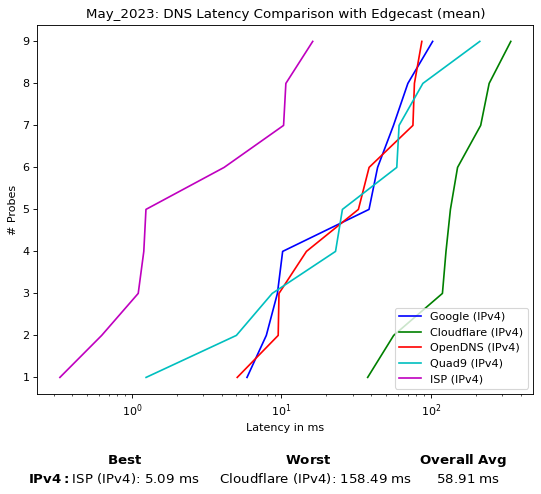 May_2023: DNS Latency Comparison with Edgecast (mean)
9
8
7
6
5
4
3
2
1
# Probes
Google (IPv4)
Cloudflare (IPv4)
OpenDNS (IPv4)
Quad9 (IPv4)
ISP (IPv4)
10⁰ 10¹ 10²
Latency in ms
Best Worst Overall Avg
IPv4: ISP (IPv4): 5.09 ms Cloudflare (IPv4): 158.49 ms 58.91 ms